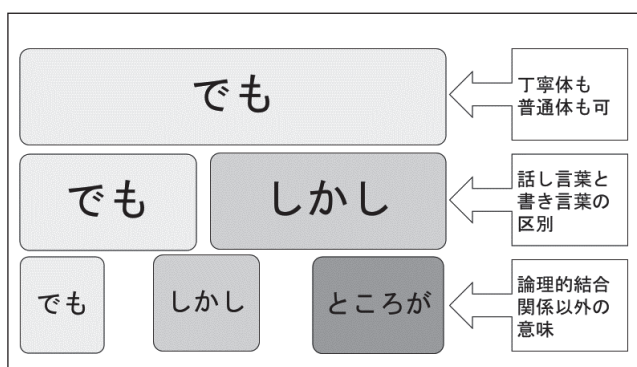 でも
丁寧体も
普通体も可
でも
しかし
話し言葉と
書き言葉の
区別
でも
しかし
ところが
論理的結合
関係以外の
意味